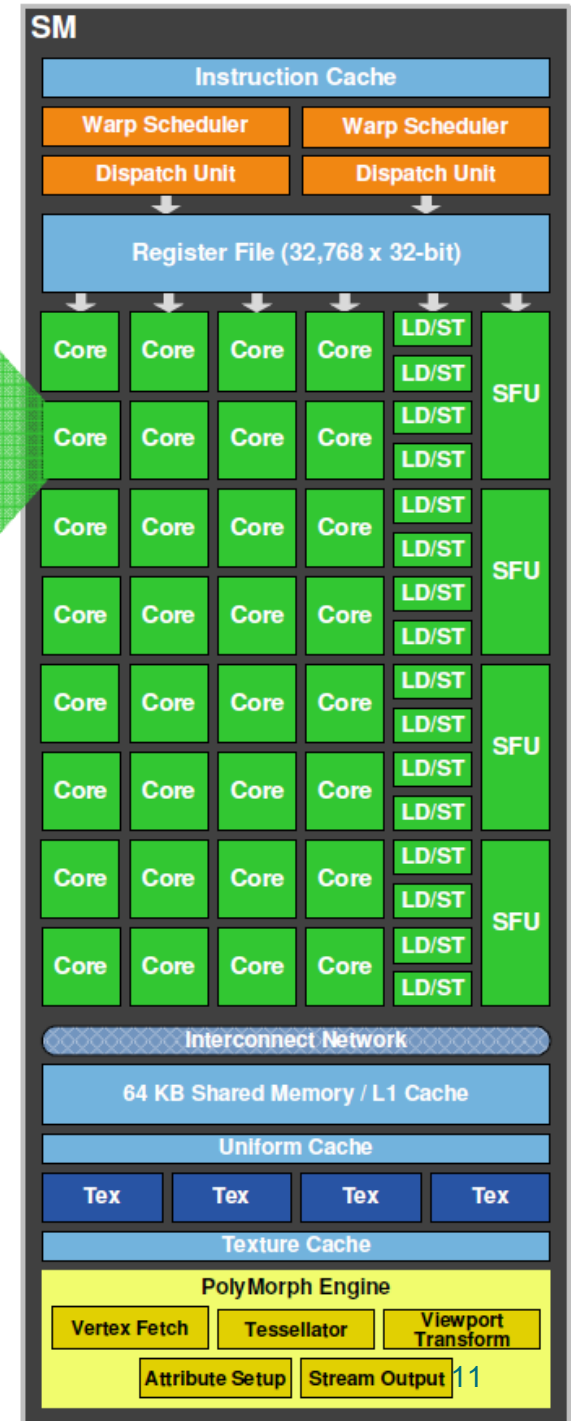 SM
Instruction Cache
Warp Scheduler Warp Scheduler
Dispatch Unit Dispatch Unit
Register File (32,768 x 32-bit)
Core Core Core Core LD/ST SFU
LD/ST
Core Core Core Core LD/ST
LD/ST
Core Core Core Core LD/ST SFU
LD/ST
Core Core Core Core LD/ST
LD/ST
Core Core Core Core LD/ST SFU
LD/ST
Core Core Core Core LD/ST
LD/ST
Core Core Core Core LD/ST SFU
LD/ST
Core Core Core Core LD/ST
LD/ST
Interconnect Network
64 KB Shared Memory / L1 Cache
Uniform Cache
Tex Tex Tex Tex
Texture Cache
PolyMorph Engine
Vertex Fetch Tessellator Viewport
Transform
Attribute Setup Stream Output 11